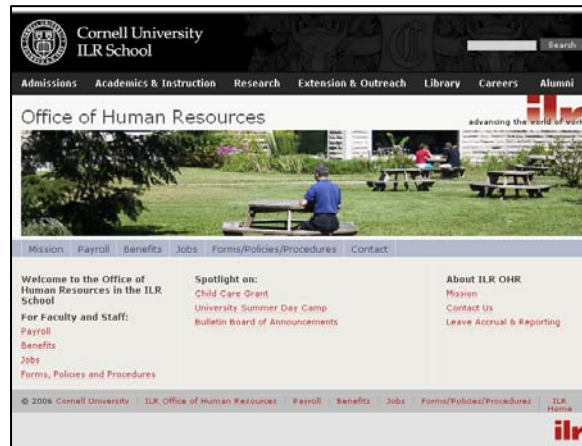 Cornell University
ILR School
Search
Admissions Academics & Instruction Research Extension & Outreach Library Careers Alumni
Office of Human Resources
ilr
advancing the world of work
Mission Payroll Benefits Jobs Forms/Policies/Procedures Contact
Welcome to the Office of
Human Resources in the ILR
School
For Faculty and Staff:
Payroll
Benefits
Jobs
Forms, Policies and Procedures
Spotlight on:
Child Care Grant
University Summer Day Camp
Bulletin Board of Announcements
About ILR OHR
Mission
Contact Us
Leave Accrual & Reporting
© 2006 Cornell University ILR Office of Human Resources Payroll Benefits Jobs Forms/Policies/Procedures ILR
Home
ilr